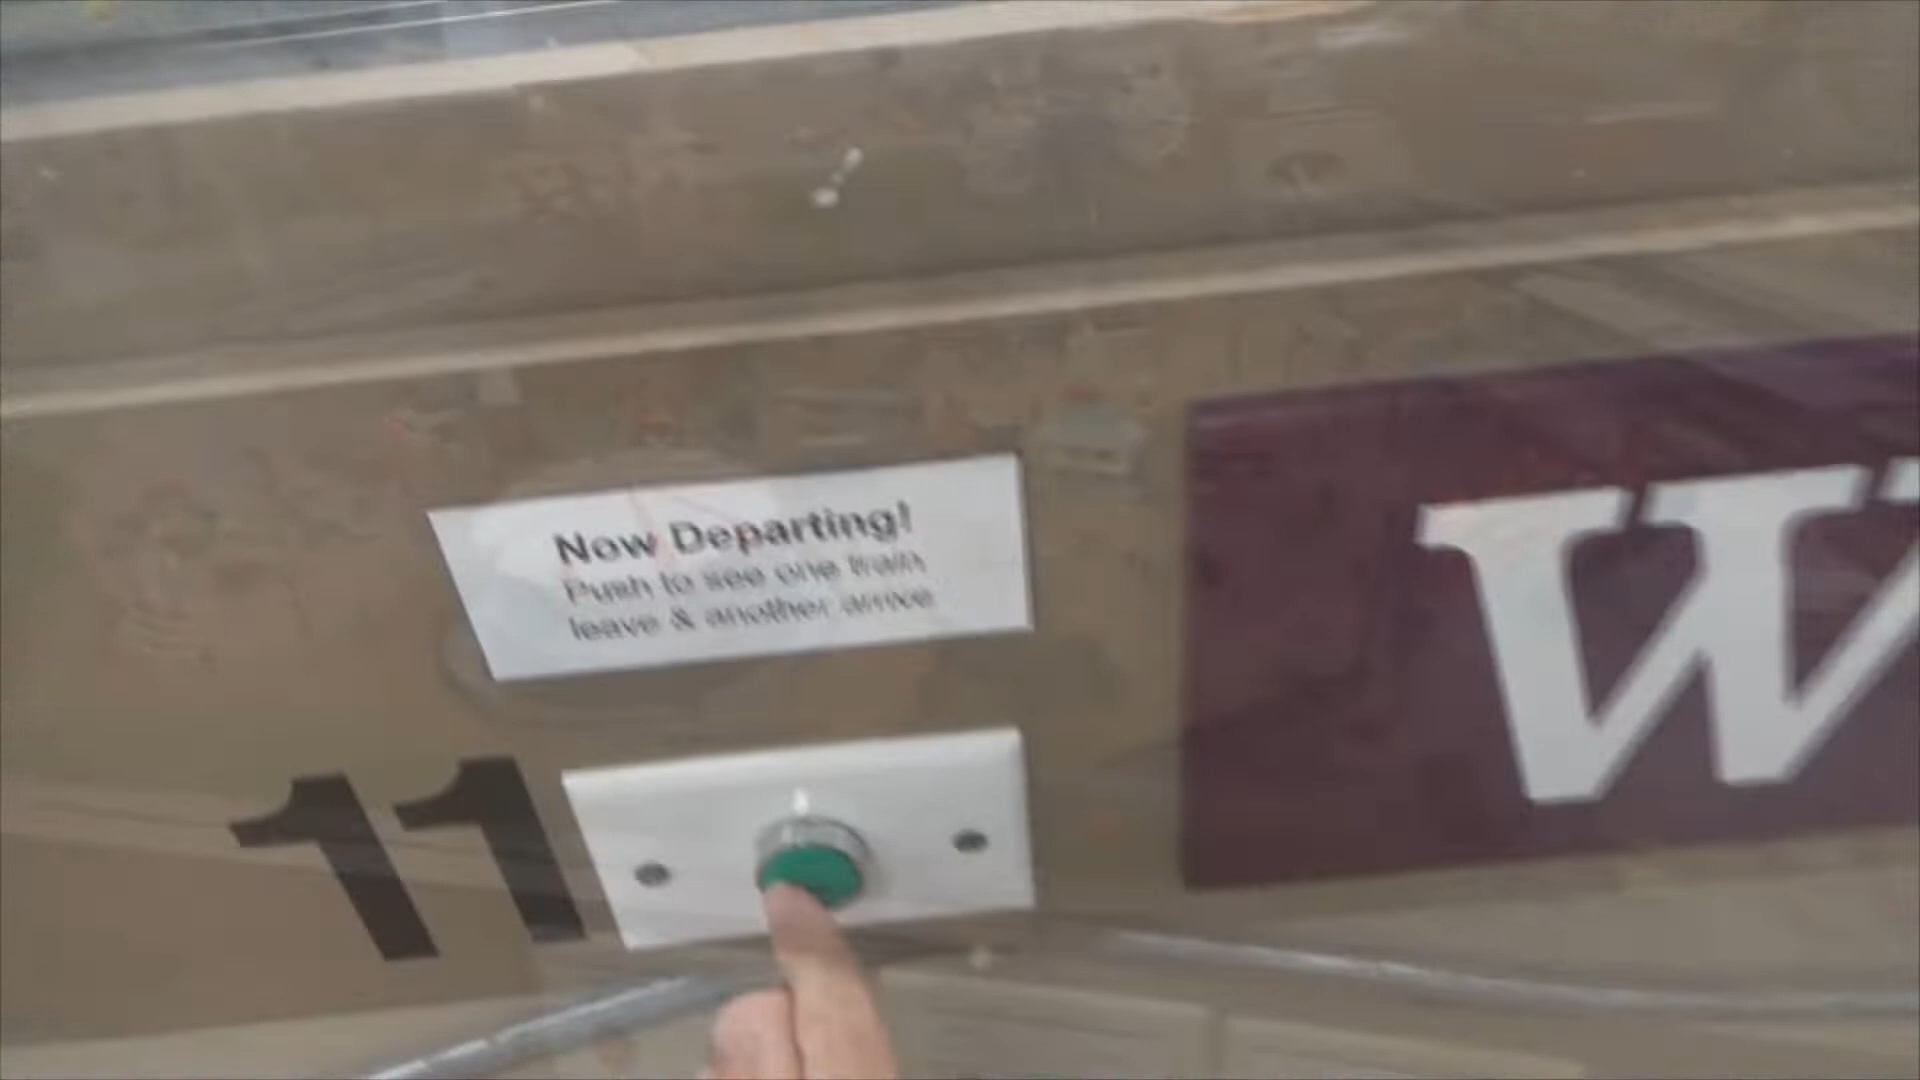 Now Departing!
Push to see one train
leave & another arrive
11
W